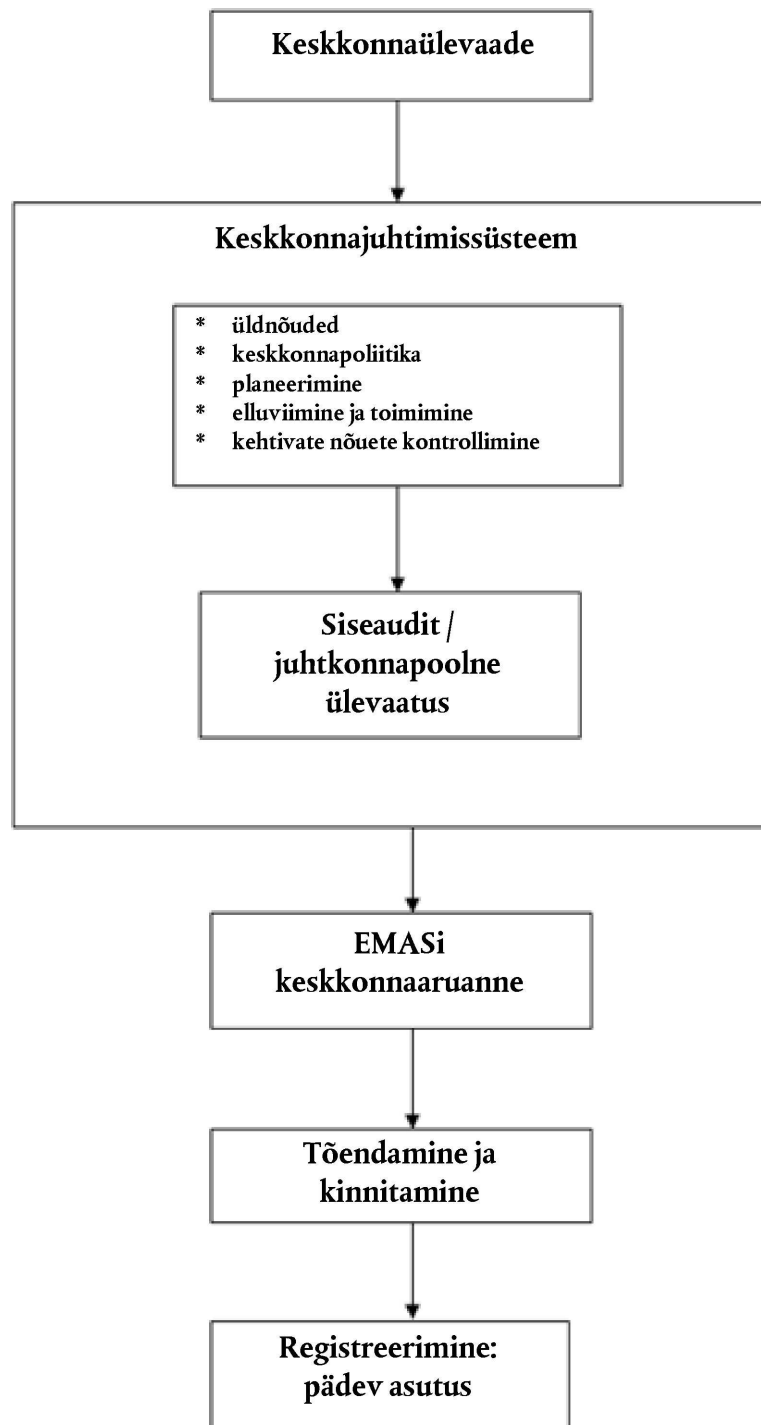 Keskkonnaülevaade
Keskkonnajuhtimissüsteem
* üldnõuded
* keskkonnapoliitika
* planeerimine
* elluviimine ja toimimine
* kehtivate nõuete kontrollimine
Siseaudit /
juhtkonnapoolne
ülevaatus
EMASi
keskkonnaaruanne
Tõendamine ja
kinnitamine
Registreerimine:
pädev asutus